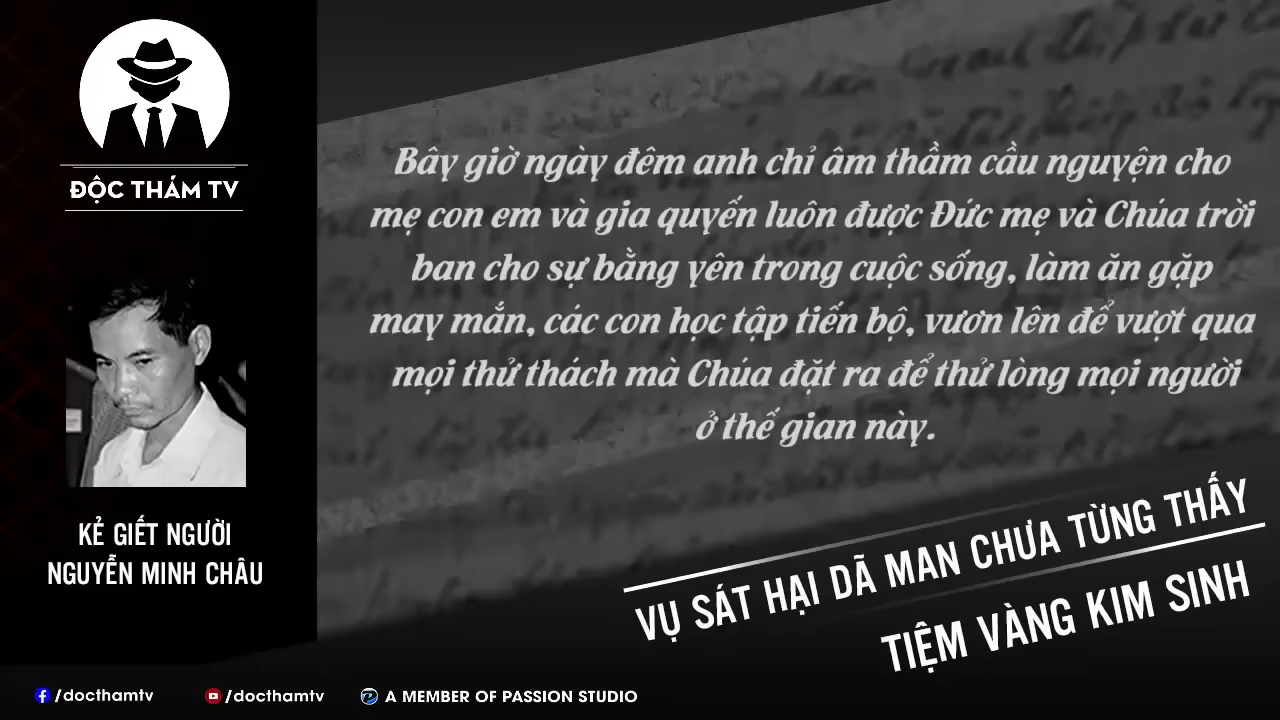 ĐỘC THÁM TV
KẺ GIẾT NGƯỜI
NGUYỄN MINH CHÂU
Bây giờ ngày đêm anh chỉ âm thầm cầu nguyện cho
mẹ con em và gia quyến luôn được Đức mẹ và Chúa trời
ban cho sự bằng yên trong cuộc sống, làm ăn gặp
may mắn, các con học tập tiến bộ, vươn lên để vượt qua
mọi thử thách mà Chúa đặt ra để thử lòng mọi người
ở thế gian này.
VỤ SÁT HẠI DÃ MAN CHƯA TỪNG THẤY
TIỆM VÀNG KIM SINH
/docthamtv
/docthamtv
A MEMBER OF PASSION STUDIO